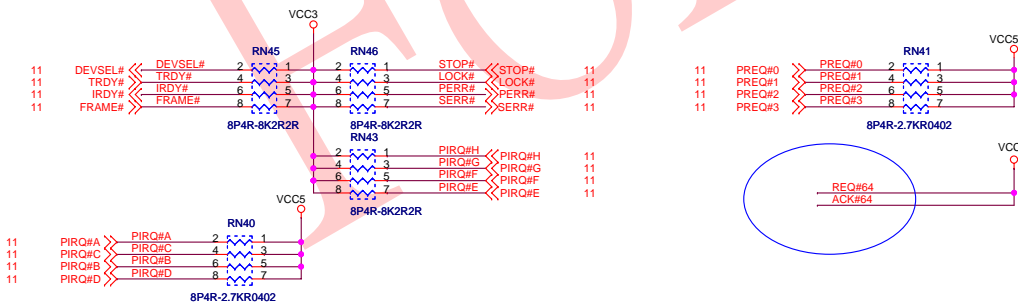 VCC3
RN45
RN46
11 DEVSEL# DEVSEL# 2 1 2 1 STOP# STOP# 11
11 TRDY# TRDY# 4 3 4 3 LOCK# LOCK# 11
11 IRDY# IRDY# 6 5 6 5 PERR# PERR# 11
11 FRAME# FRAME# 8 7 8 7 SERR# SERR# 11
8P4R-8K2R2R
8P4R-8K2R2R
RN43
2 1 PIRQ#H PIRQ#H 11
4 3 PIRQ#G PIRQ#G 11
6 5 PIRQ#F PIRQ#F 11
8 7 PIRQ#E PIRQ#E 11
8P4R-8K2R2R
VCC5
RN40
11 PIRQ#A PIRQ#A 2 1
11 PIRQ#C PIRQ#C 4 3
11 PIRQ#B PIRQ#B 6 5
11 PIRQ#D PIRQ#D 8 7
8P4R-2.7KR0402
VCC5
RN41
11 PREQ#0 PREQ#0 2 1
11 PREQ#1 PREQ#1 4 3
11 PREQ#2 PREQ#2 6 5
11 PREQ#3 PREQ#3 8 7
8P4R-2.7KR0402
VCC
REQ#64
ACK#64